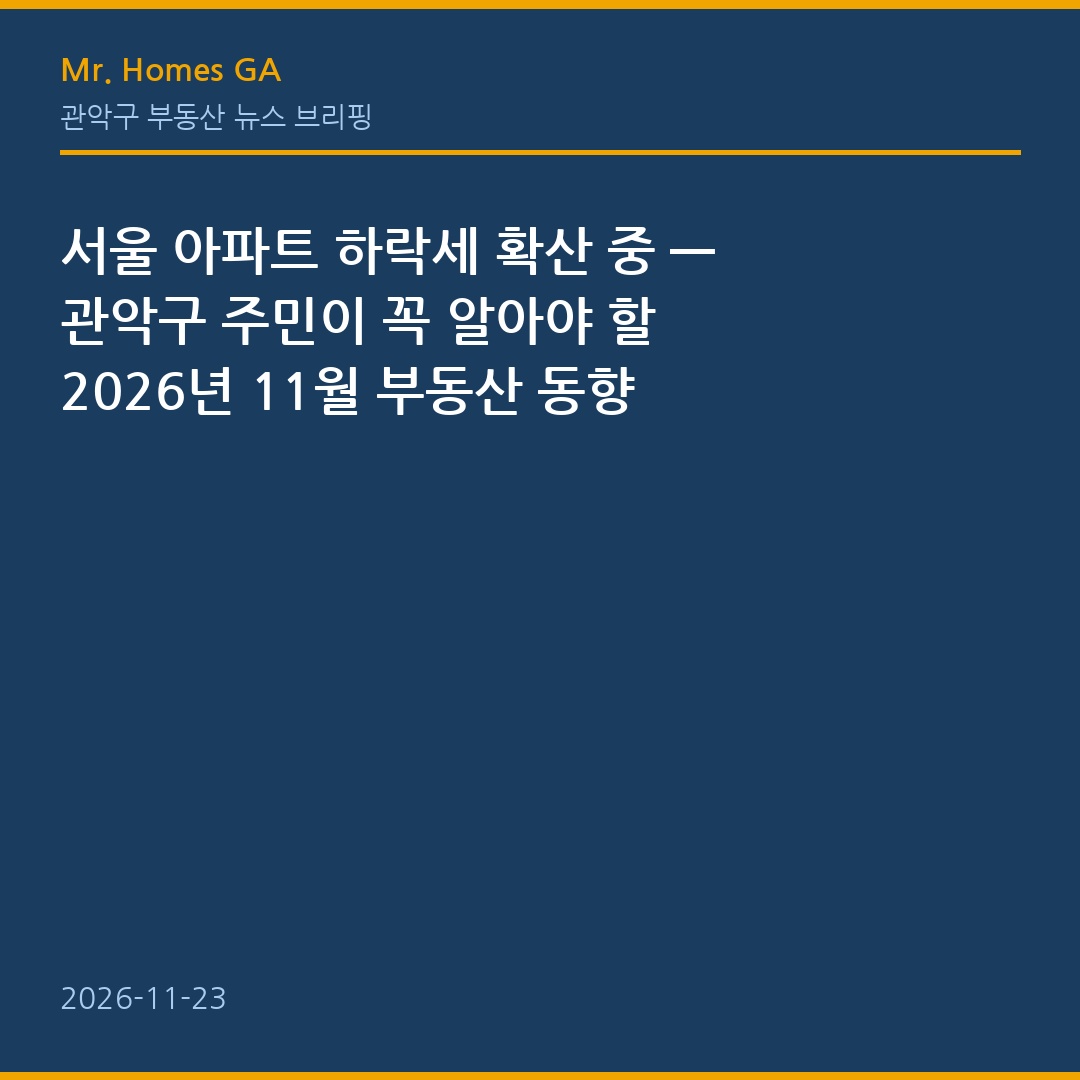 Mr. Homes GA
관악구 부동산 뉴스 브리핑
서울 아파트 하락세 확산 중 —
관악구 주민이 꼭 알아야 할
2026년 11월 부동산 동향
2026-11-23